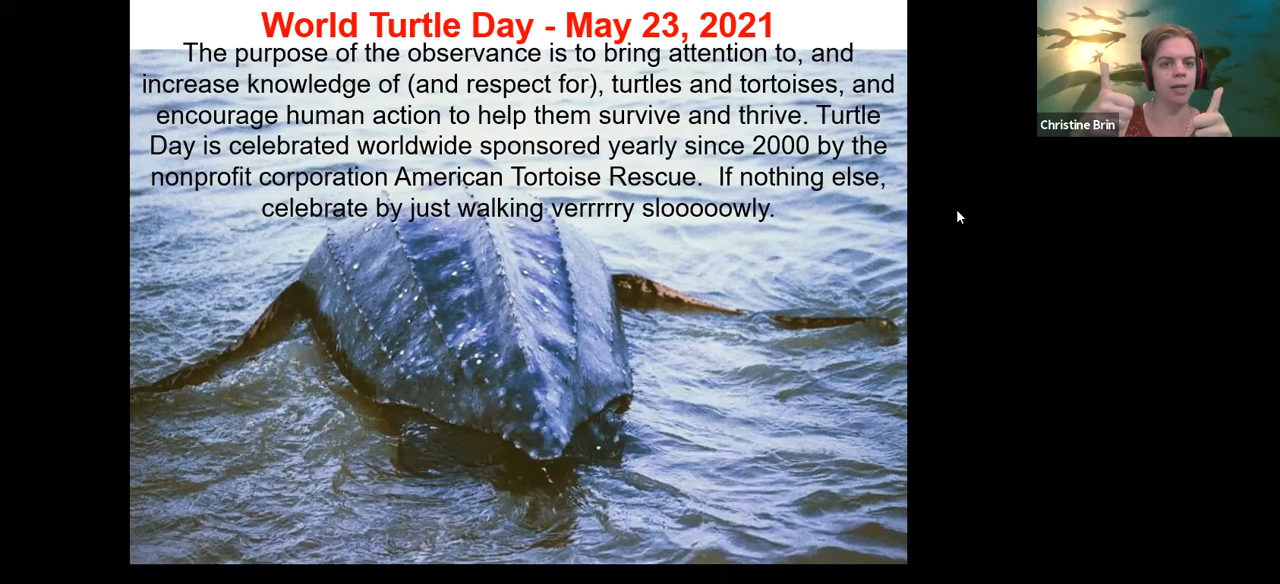 World Turtle Day - May 23, 2021
The purpose of the observance is to bring attention to, and
increase knowledge of (and respect for), turtles and tortoises, and
encourage human action to help them survive and thrive. Turtle
Day is celebrated worldwide sponsored yearly since 2000 by the
nonprofit corporation American Tortoise Rescue.  If nothing else,
celebrate by just walking verrrrry slooooowly.
Christine Brin